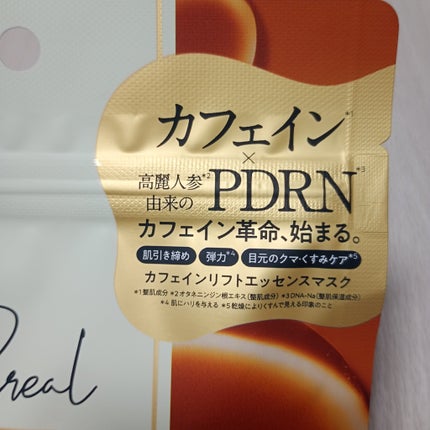 カフェイン*1
×
高麗人参*2
由来の PDRN*3
カフェイン革命、始まる。
肌引き締め 弾力*4 目元のクマ・くすみケア*5
カフェインリフトエッセンスマスク
*1 整肌成分 *2 オタネニンジン根エキス(整肌成分) *3 DNA-Na(整肌保湿成分)
*4 肌にハリを与える *5 乾燥によりくすんで見える印象のこと
real